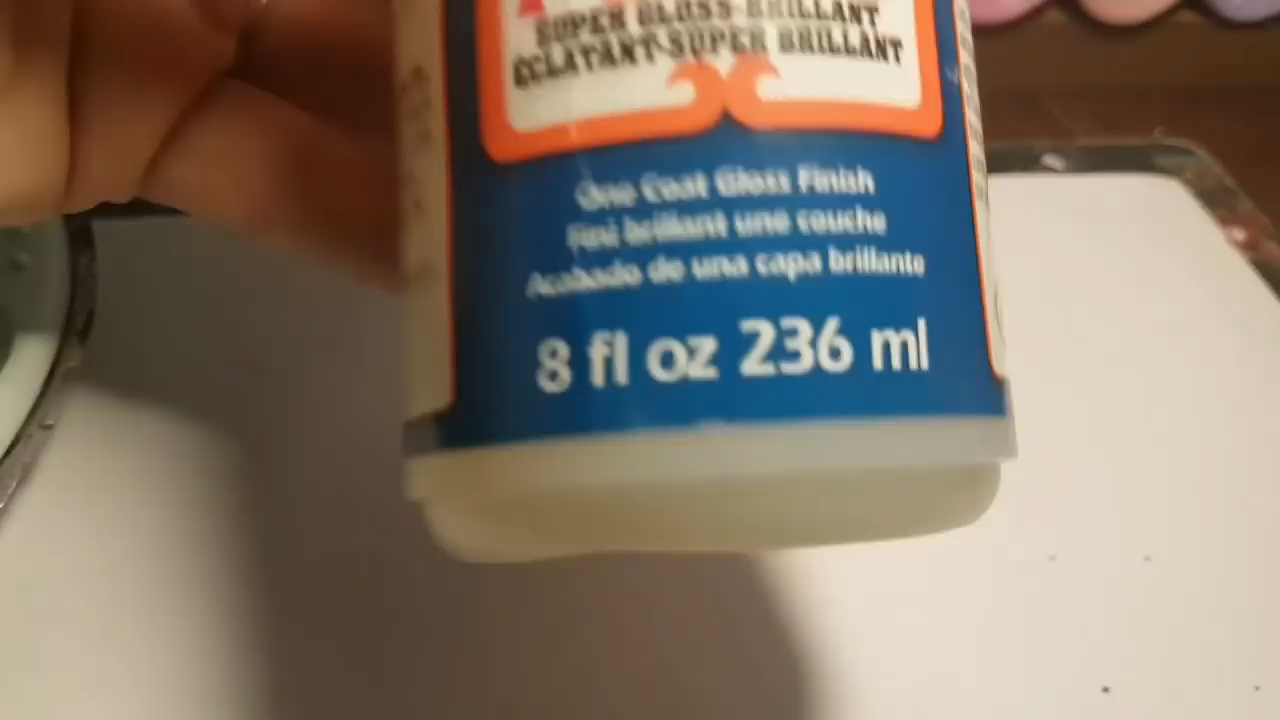 SUPER GLOSS-BRILLANT
ÉCLATANT-SUPER BRILLANT
One Coat Gloss Finish
Fini brillant une couche
Acabado de una capa brillante
8 fl oz 236 ml